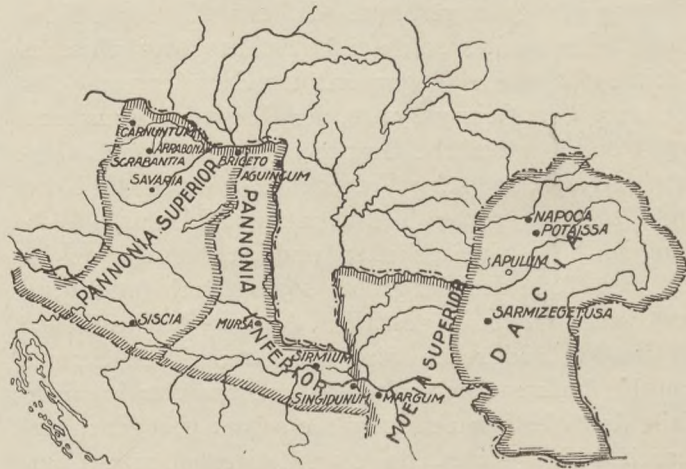 CARNUNTUM
ARRABONA
SCRABANTIA
SAVARIA
BRIGETO
AGUINCUM
PANNONIA SUPERIOR
PANNONIA INFERIOR
SISCIA
MURSA
SIRMIUM
SINGIDUNUM
MARGUM
MOESIA SUPERIOR
NAPOCA
POTAISSA
APULUM
SARMIZEGETUSA
DACIA